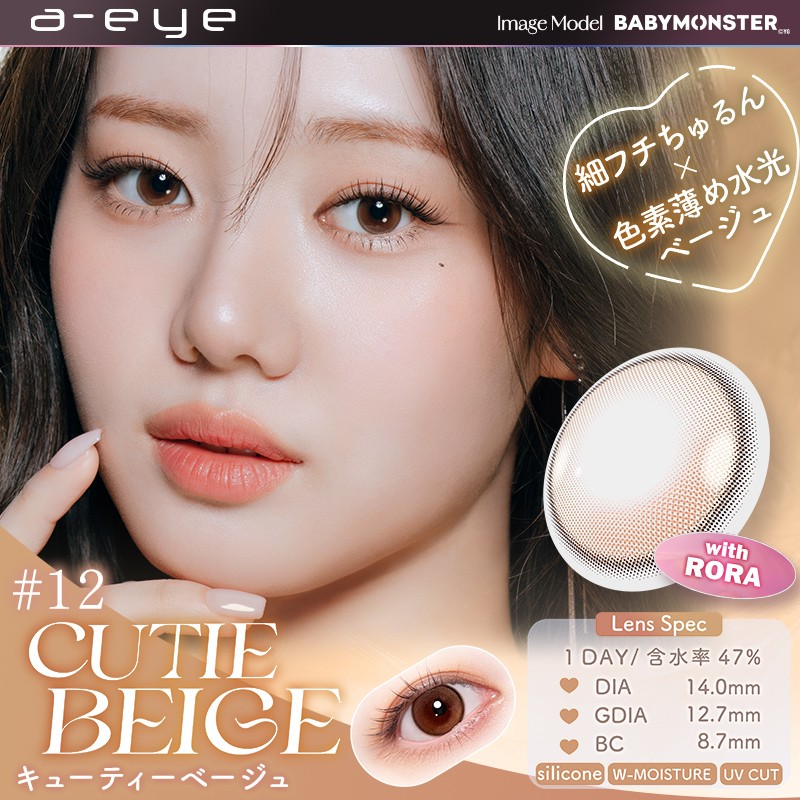 a-eye
Image Model BABYMONSTER ©YG
細フチちゅるん
×
色素薄め水光
ベージュ
with
RORA
#12
CUTIE
BEIGE
キューティーベージュ
Lens Spec
1 DAY/ 含水率 47%
DIA 14.0mm
GDIA 12.7mm
BC 8.7mm
silicone W-MOISTURE UV CUT